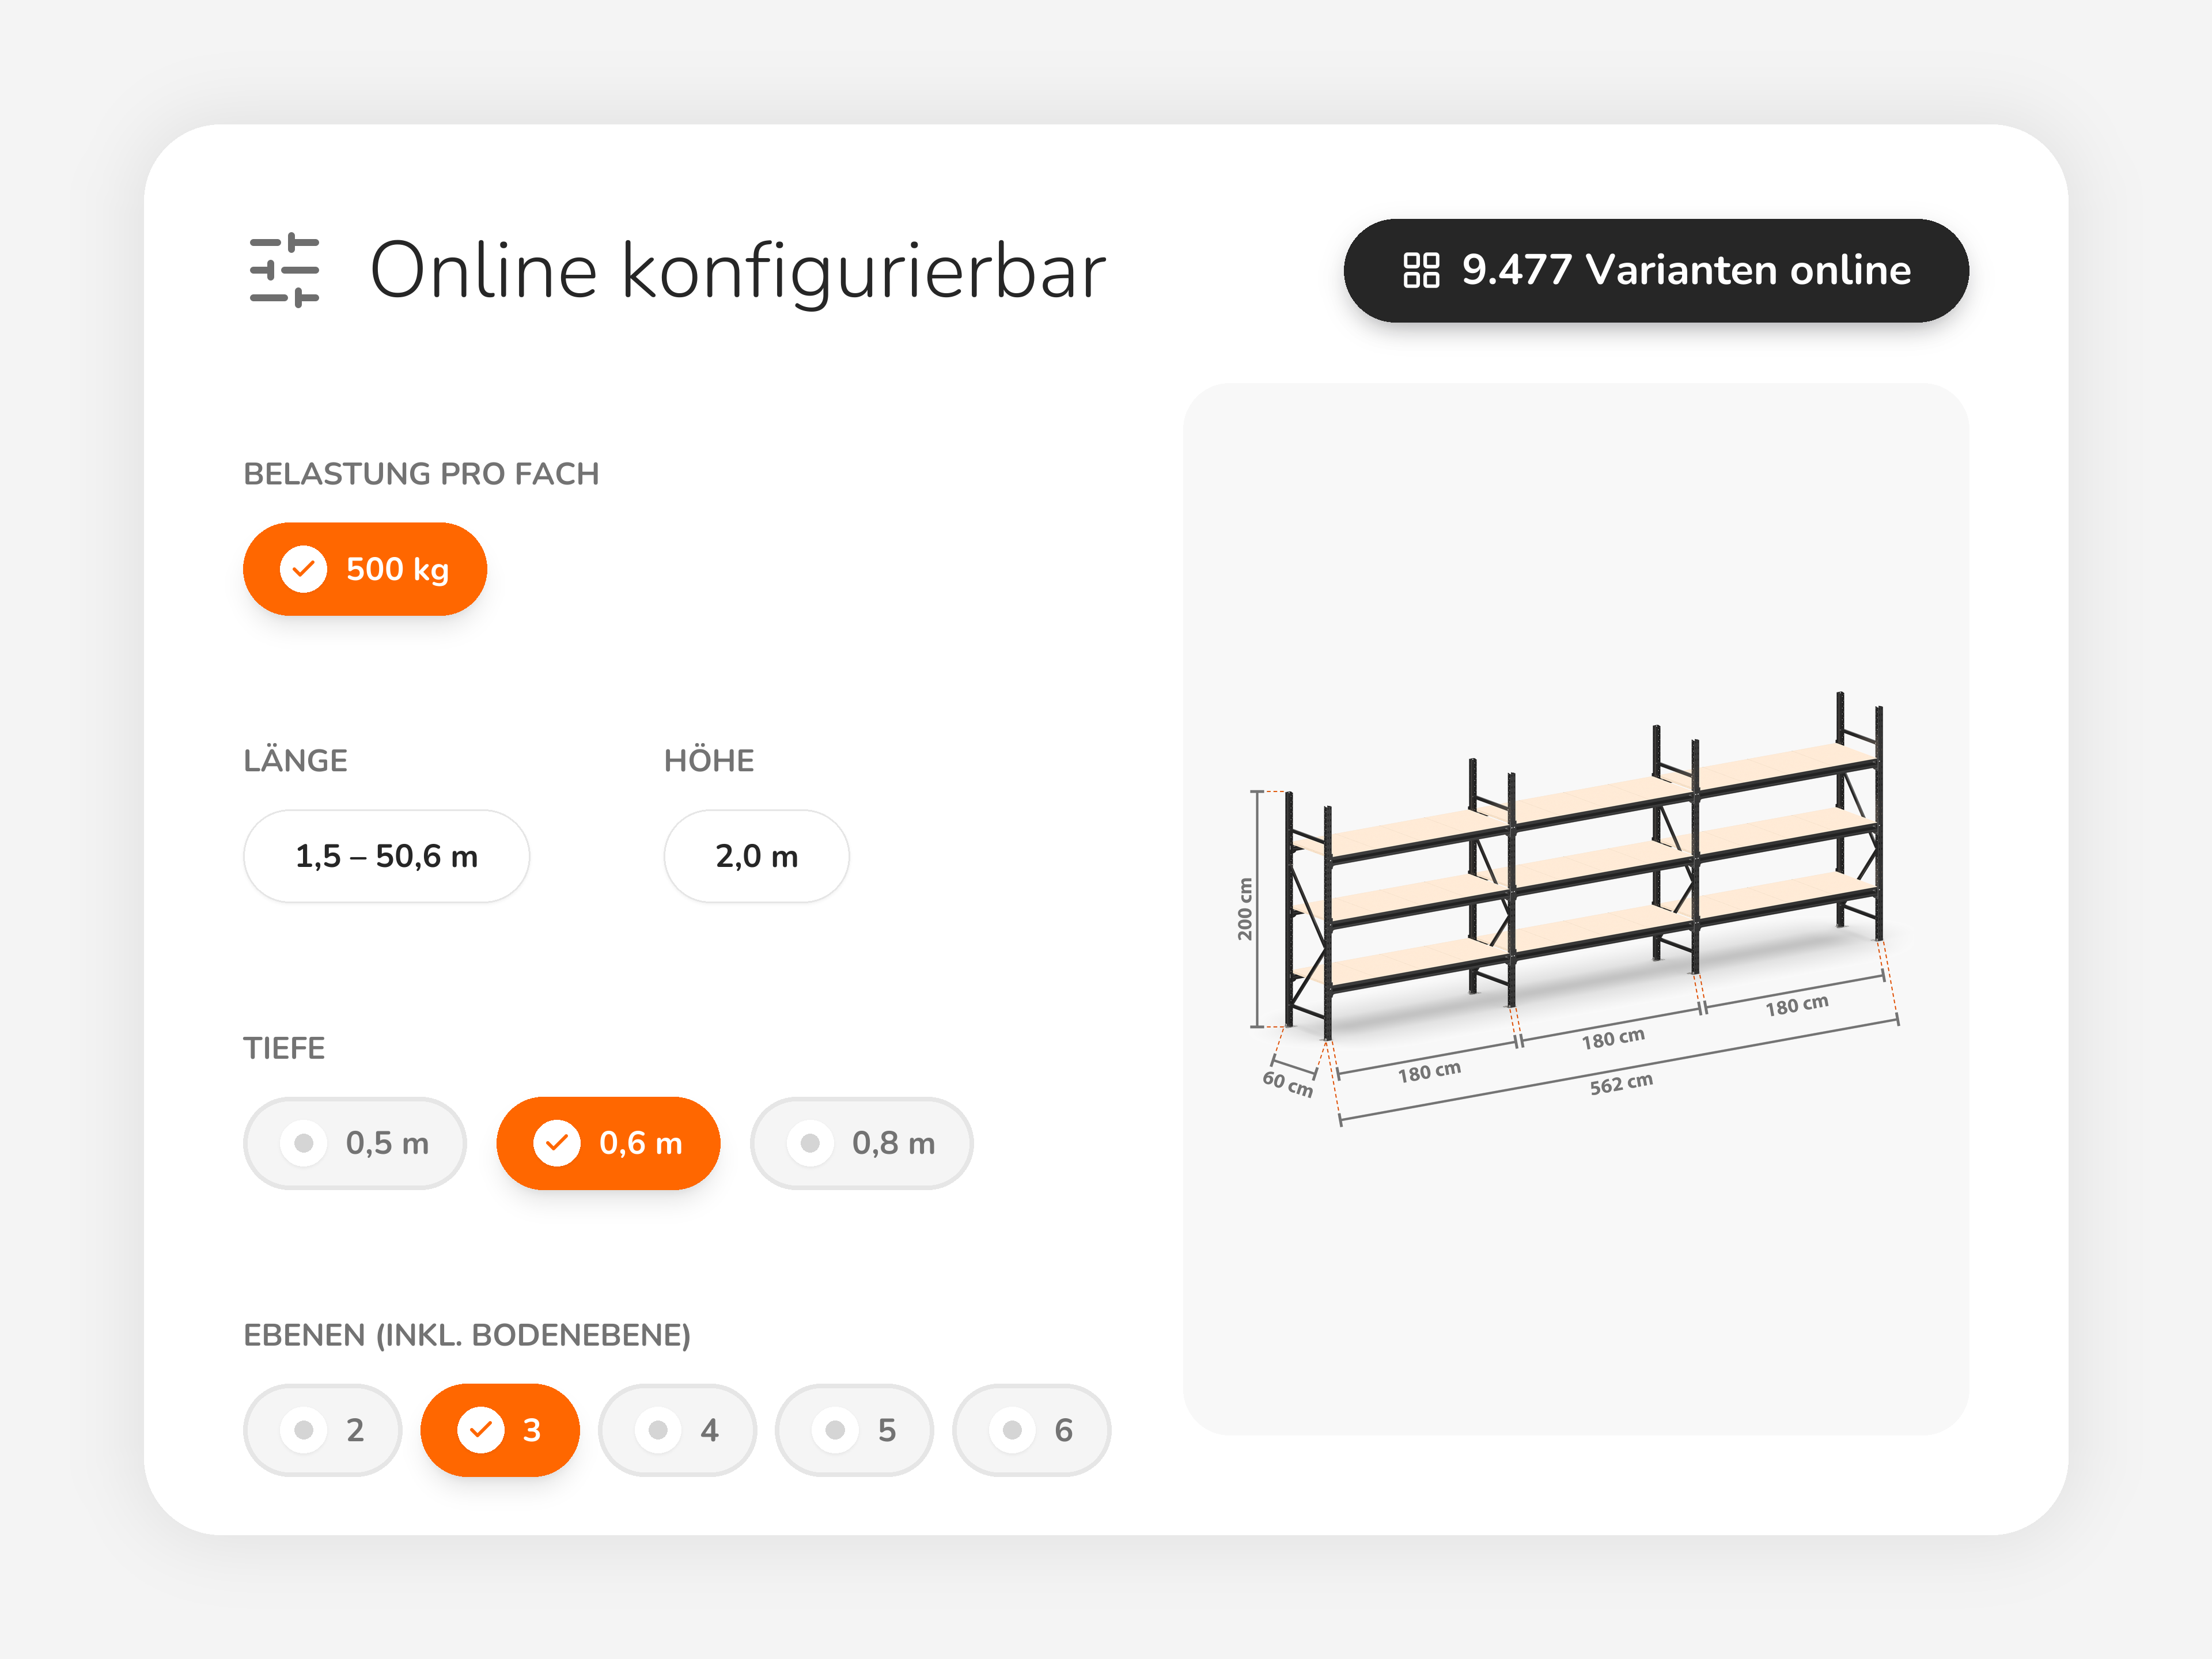 Online konfigurierbar
9.477 Varianten online
BELASTUNG PRO FACH
500 kg
LÄNGE
HÖHE
1,5 – 50,6 m
2,0 m
TIEFE
0,5 m
0,6 m
0,8 m
EBENEN (INKL. BODENEBENE)
2
3
4
5
6
200 cm
60 cm
180 cm
180 cm
180 cm
562 cm